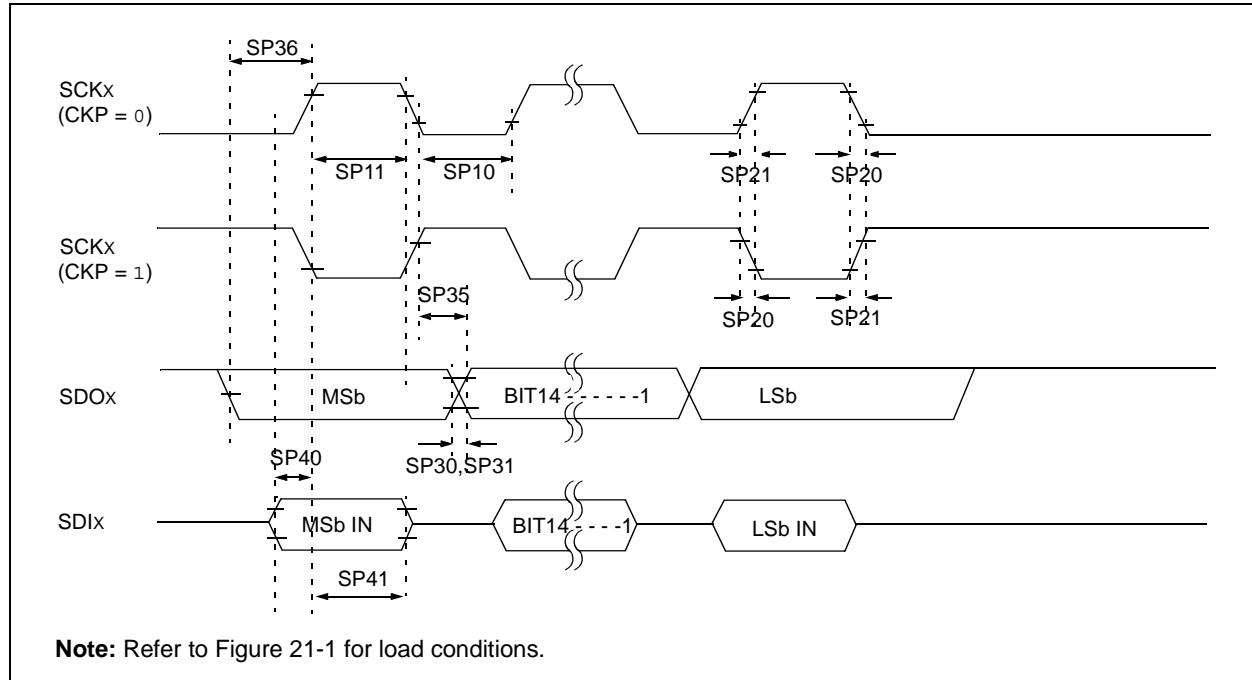 SP36
SCKX
(CKP = 0)
SP11
SP10
SP21
SP20
SCKX
(CKP = 1)
SP35
SP20
SP21
SDOX
MSb
BIT14 - - - - - -1
LSb
SP40
SP30,SP31
SDIX
MSb IN
BIT14 - - - - -1
LSb IN
SP41
Note: Refer to Figure 21-1 for load conditions.